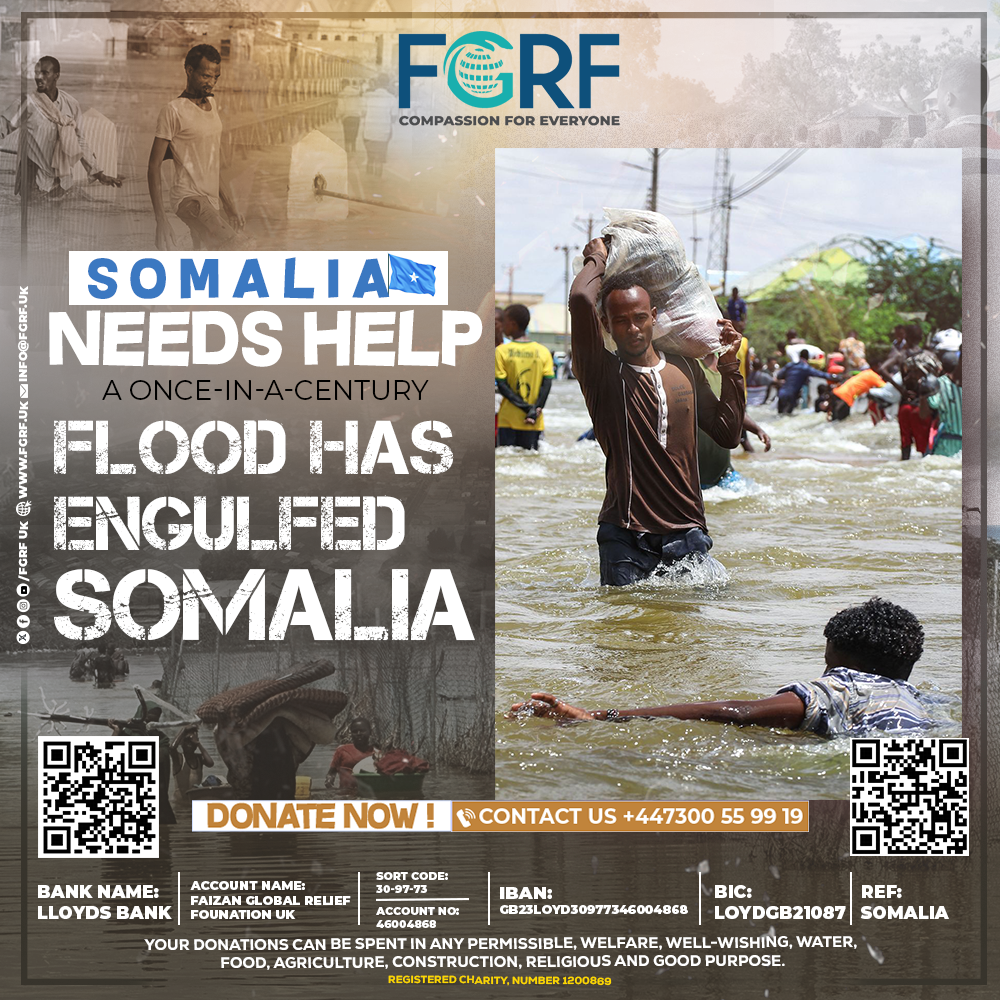 FGRF
COMPASSION FOR EVERYONE
SOMALIA
NEEDS HELP
A ONCE-IN-A-CENTURY
FLOOD HAS
ENGULFED
SOMALIA
/FGRF UK WWW.FGRF.UK INFO@FGRF.UK
DONATE NOW !
CONTACT US +447300 55 99 19
BANK NAME:
LLOYDS BANK
ACCOUNT NAME:
FAIZAN GLOBAL RELIEF
FOUNATION UK
SORT CODE:
30-97-73
ACCOUNT NO:
46004868
IBAN:
GB23LOYD30977346004868
BIC:
LOYDGB21087
REF:
SOMALIA
YOUR DONATIONS CAN BE SPENT IN ANY PERMISSIBLE, WELFARE, WELL-WISHING, WATER,
FOOD, AGRICULTURE, CONSTRUCTION, RELIGIOUS AND GOOD PURPOSE.
REGISTERED CHARITY, NUMBER 1200869